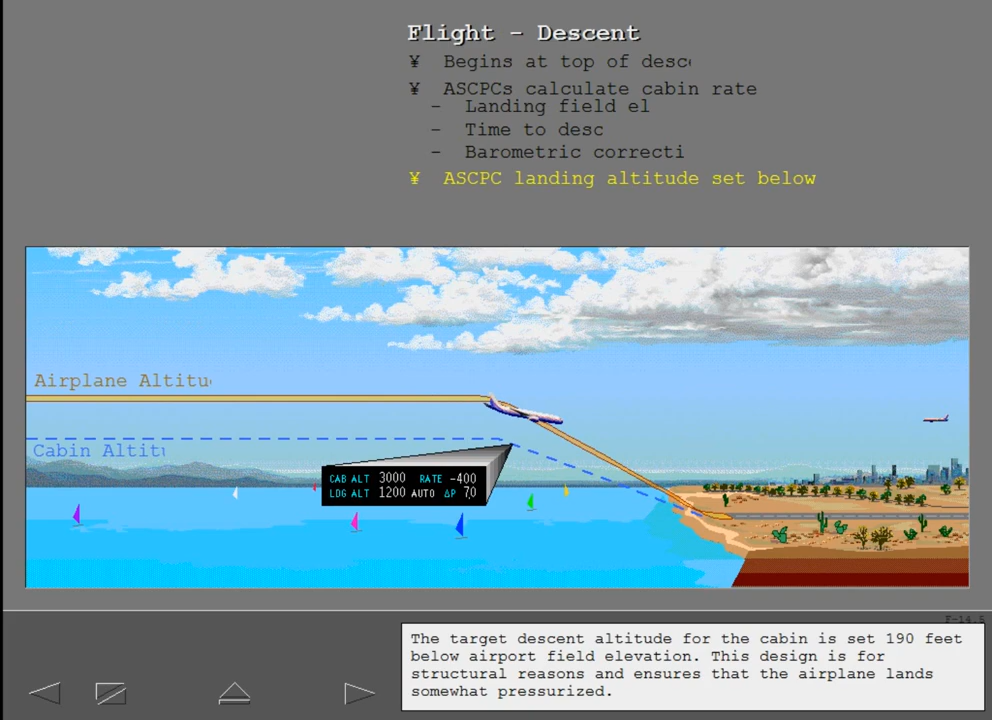 Flight - Descent
¥ Begins at top of desc
¥ ASCPCs calculate cabin rate
- Landing field el
- Time to desc
- Barometric correcti
¥ ASCPC landing altitude set below
Airplane Altitu
Cabin Altit
CAB ALT 3000 RATE -400
LDG ALT 1200 AUTO ΔP 7.0
F-14.5
The target descent altitude for the cabin is set 190 feet
below airport field elevation. This design is for
structural reasons and ensures that the airplane lands
somewhat pressurized.